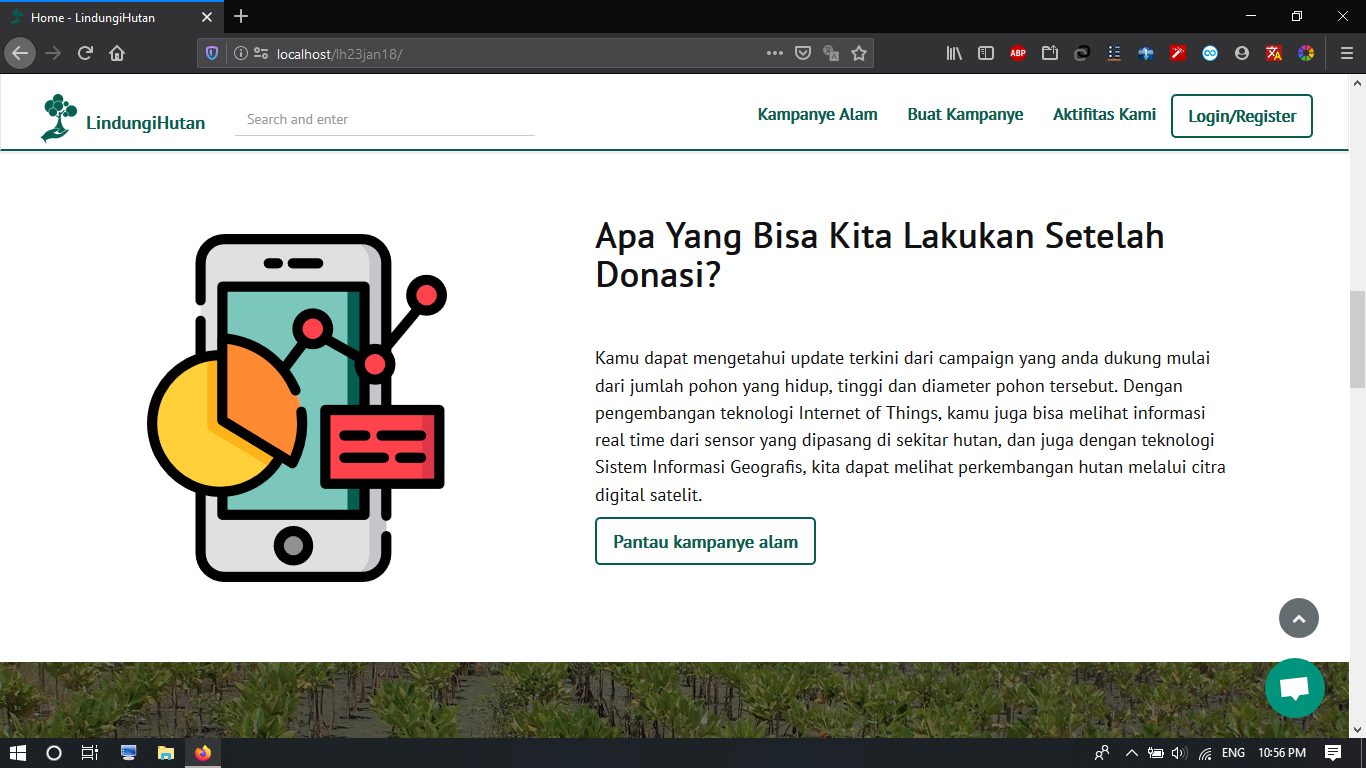 Home - LindungiHutan
localhost/lh23jan18/
ABP
LindungiHutan
Search and enter
Kampanye Alam
Buat Kampanye
Aktifitas Kami
Login/Register
Apa Yang Bisa Kita Lakukan Setelah
Donasi?
Kamu dapat mengetahui update terkini dari campaign yang anda dukung mulai
dari jumlah pohon yang hidup, tinggi dan diameter pohon tersebut. Dengan
pengembangan teknologi Internet of Things, kamu juga bisa melihat informasi
real time dari sensor yang dipasang di sekitar hutan, dan juga dengan teknologi
Sistem Informasi Geografis, kita dapat melihat perkembangan hutan melalui citra
digital satelit.
Pantau kampanye alam
ENG
10:56 PM